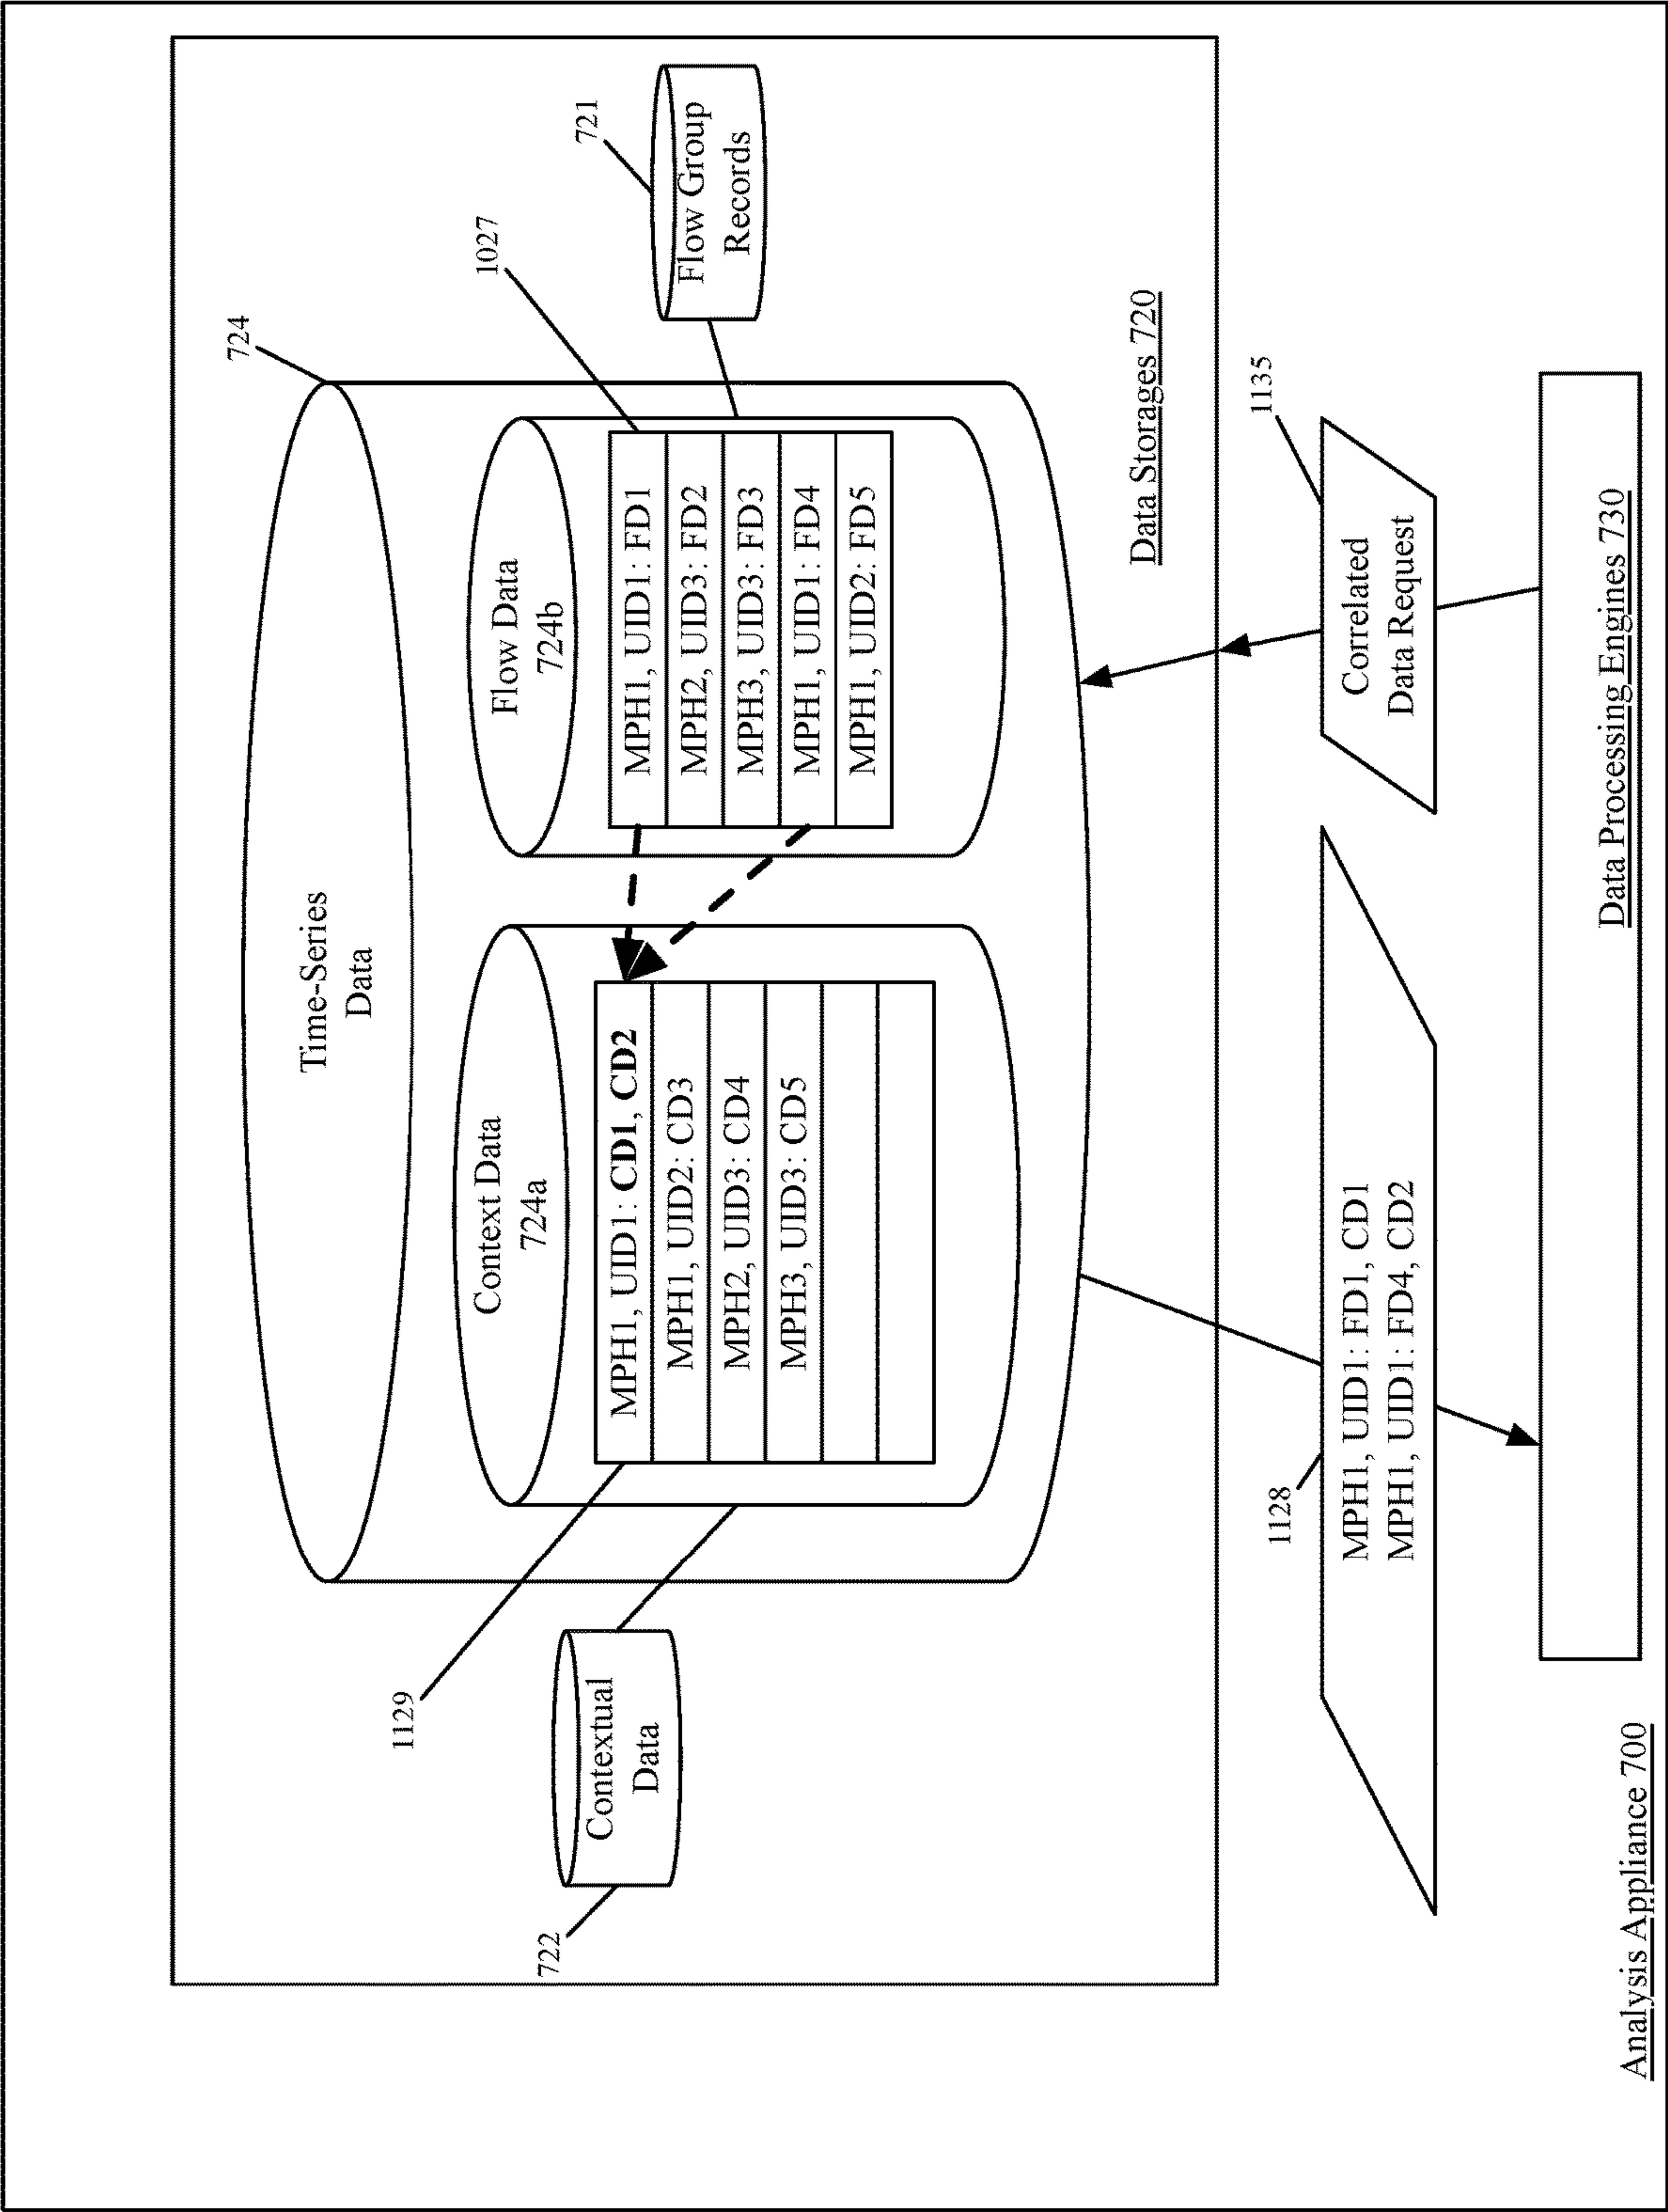 724
Time-Series
Data
721
1027
Flow Group
Records
Context Data
724a
Flow Data
724b
MPH1, UID1: CD1, CD2
MPH1, UID2: CD3
MPH2, UID3: CD4
MPH3, UID3: CD5
MPH1, UID1: FD1
MPH2, UID3: FD2
MPH3, UID3: FD3
MPH1, UID1: FD4
MPH1, UID2: FD5
1129
722
Contextual
Data
Data Storages 720
1128
MPH1, UID1: FD1, CD1
MPH1, UID1: FD4, CD2
1135
Correlated
Data Request
Data Processing Engines 730
Analysis Appliance 700